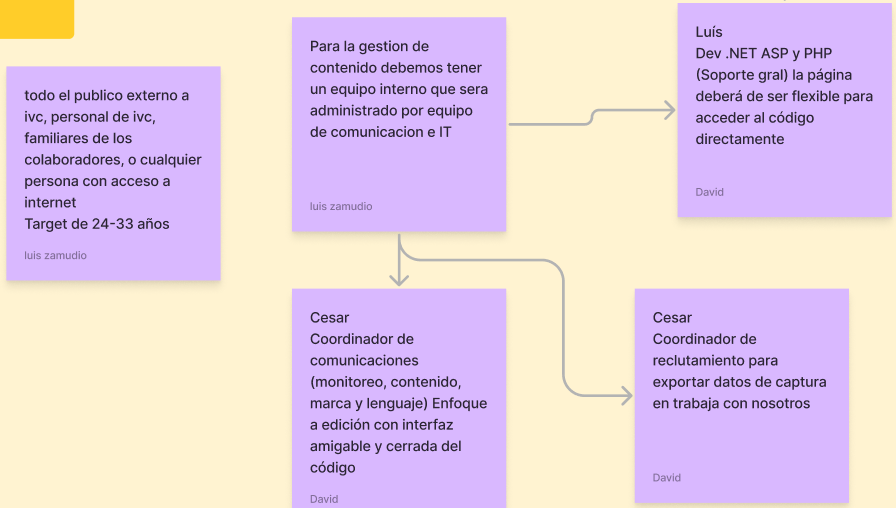 todo el publico externo a
ivc, personal de ivc,
familiares de los
colaboradores, o cualquier
persona con acceso a
internet
Target de 24-33 años
luis zamudio
Para la gestion de
contenido debemos tener
un equipo interno que sera
administrado por equipo
de comunicacion e IT
luis zamudio
Luís
Dev .NET ASP y PHP
(Soporte gral) la página
deberá de ser flexible para
acceder al código
directamente
David
Cesar
Coordinador de
comunicaciones
(monitoreo, contenido,
marca y lenguaje) Enfoque
a edición con interfaz
amigable y cerrada del
código
David
Cesar
Coordinador de
reclutamiento para
exportar datos de captura
en trabaja con nosotros
David